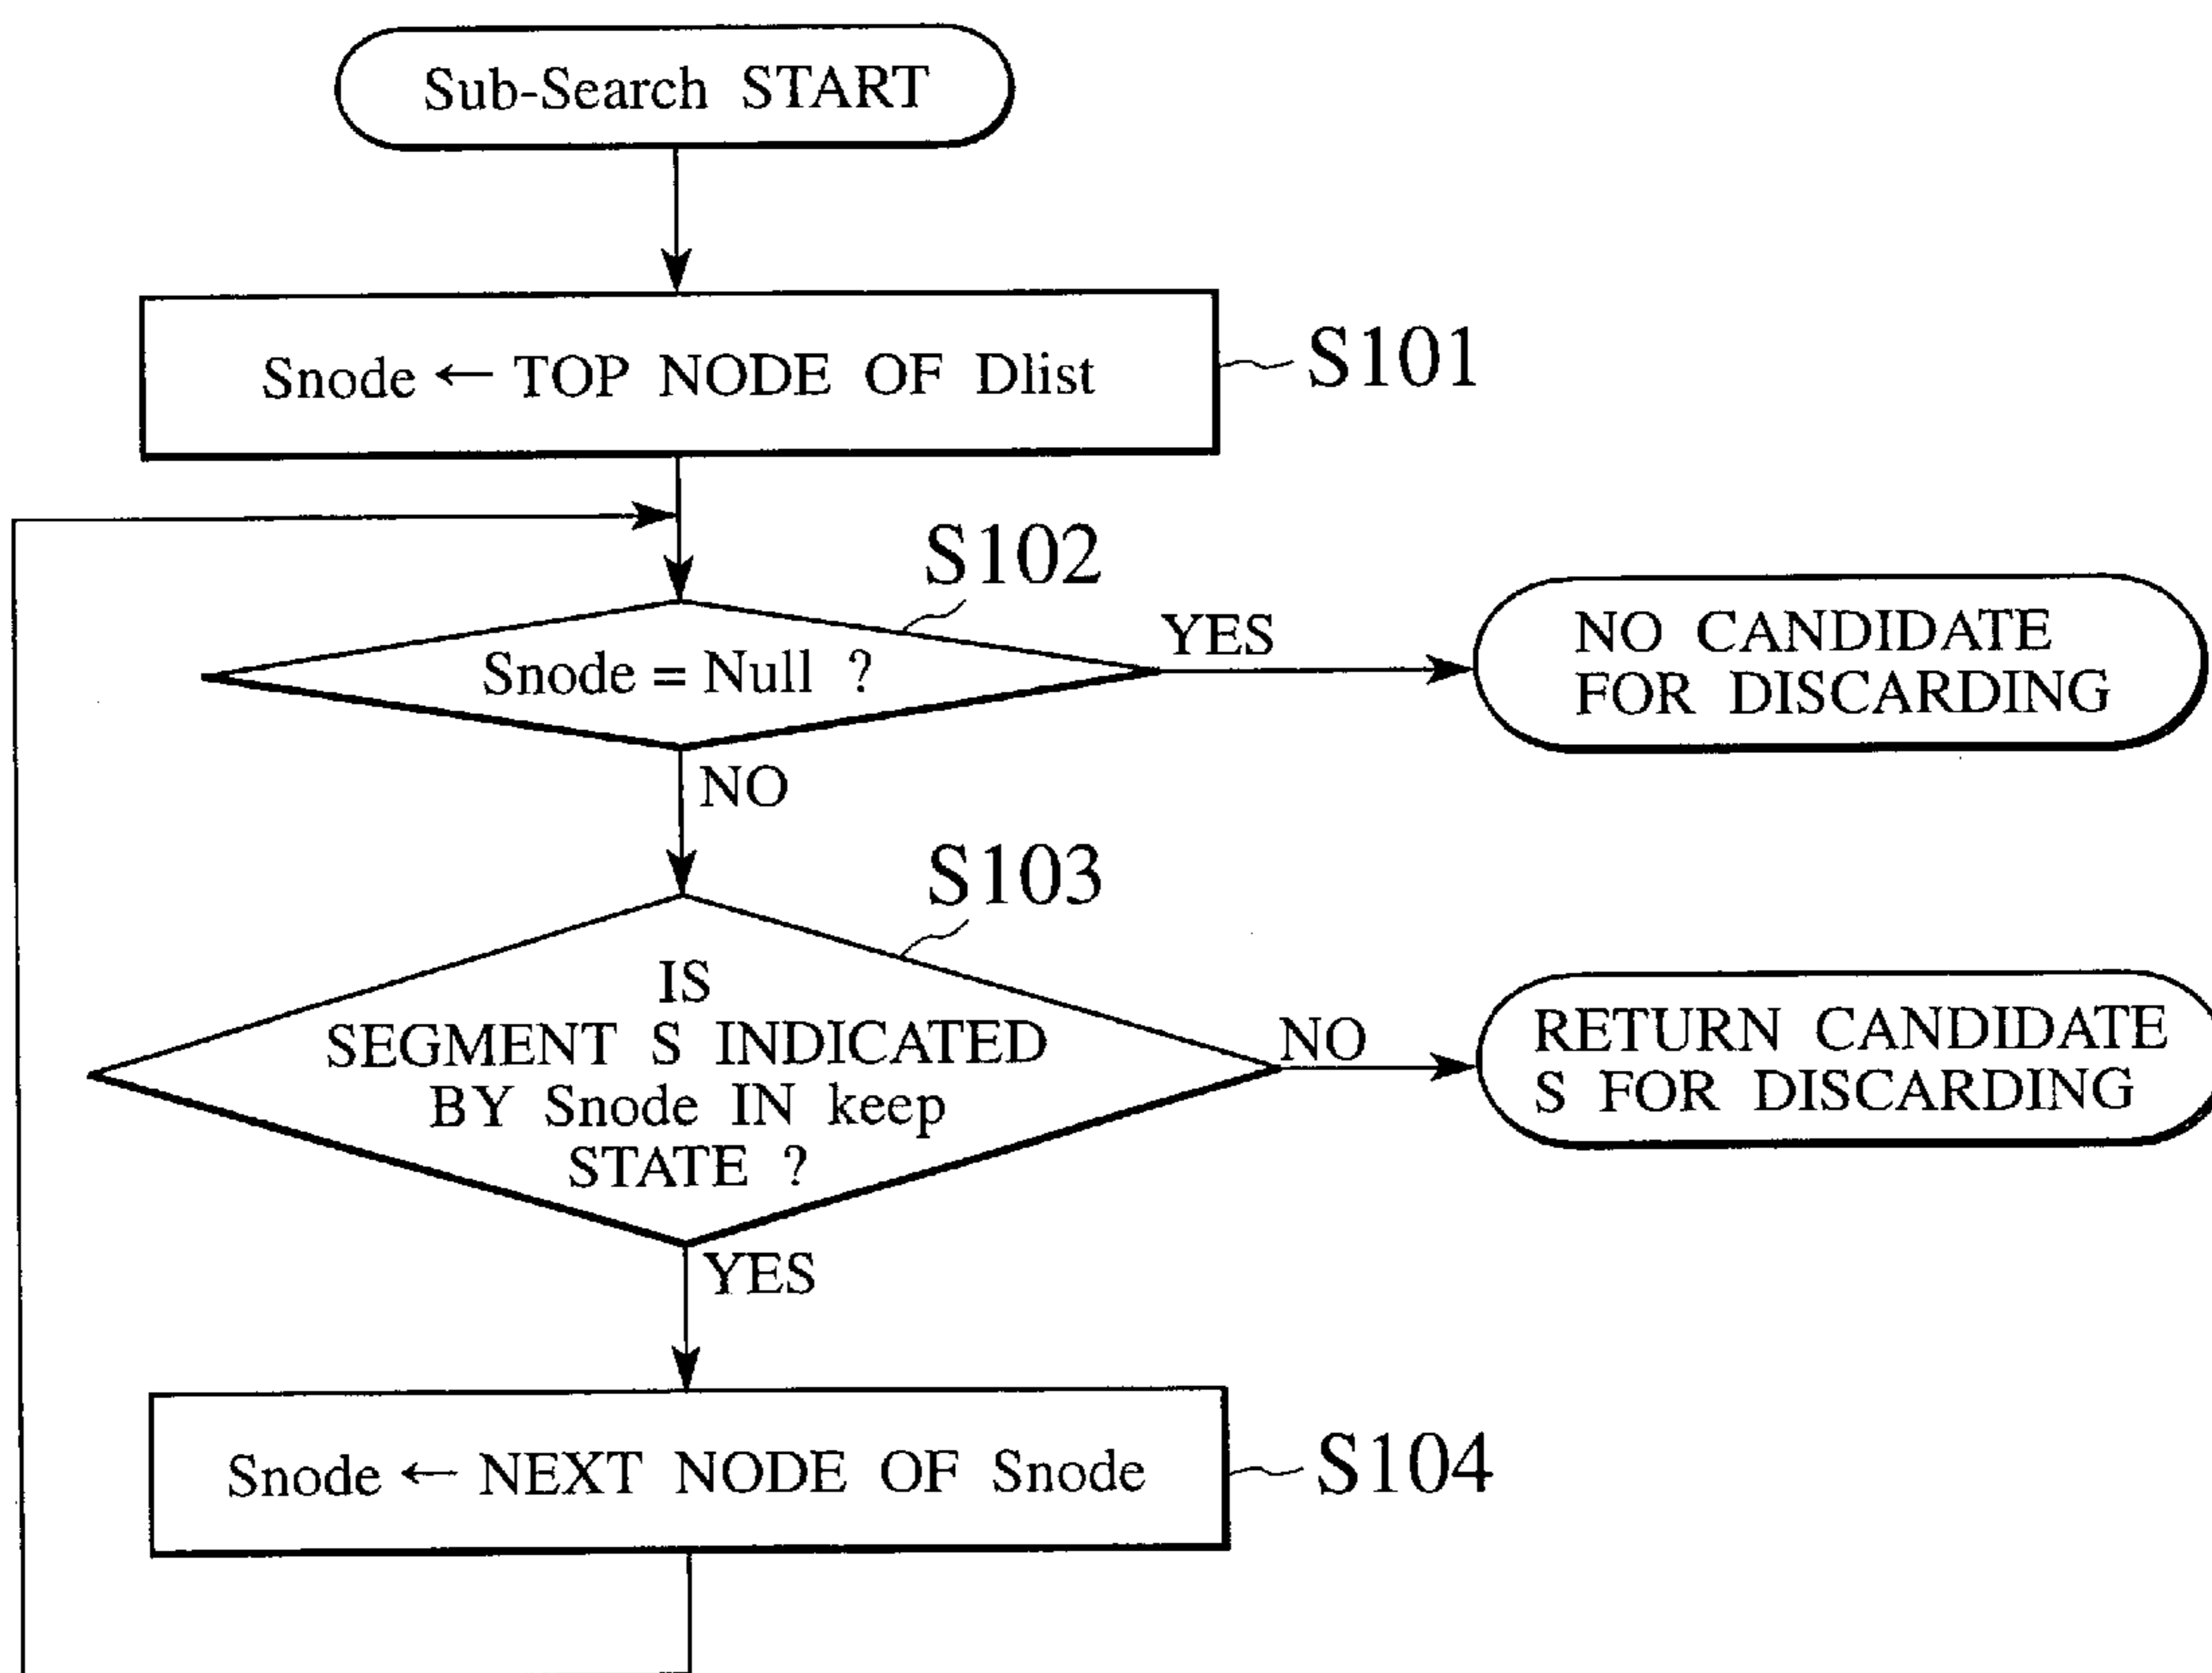 Sub-Search START
Snode ← TOP NODE OF Dlist
S101
S102
Snode = Null ?
YES
NO CANDIDATE
FOR DISCARDING
NO
S103
IS
SEGMENT S INDICATED
BY Snode IN keep
STATE ?
NO
RETURN CANDIDATE
S FOR DISCARDING
YES
Snode ← NEXT NODE OF Snode
S104